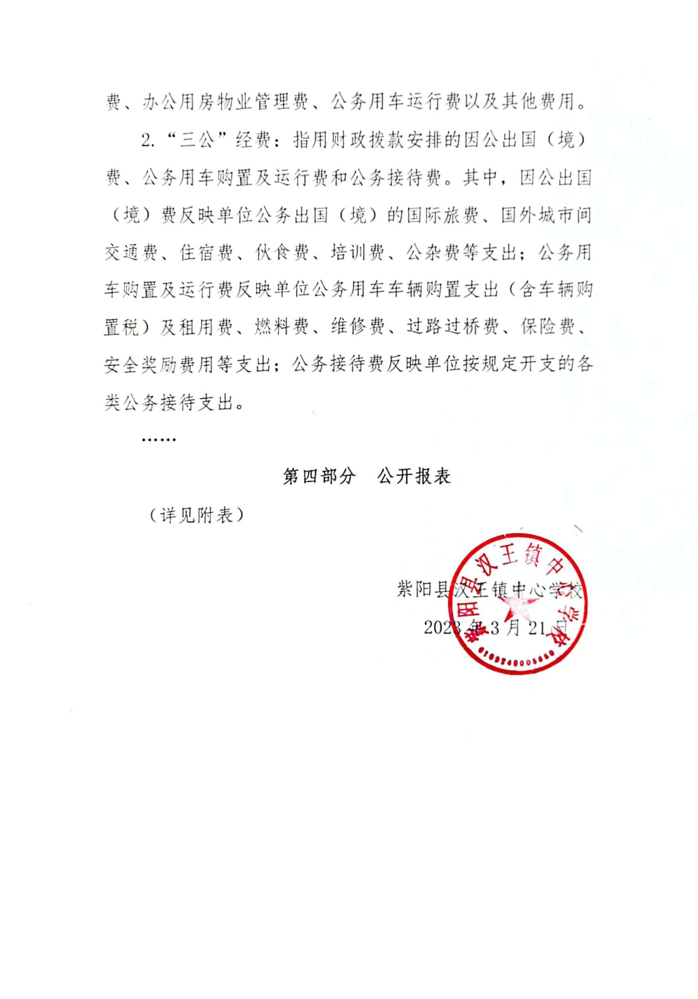 费、办公用房物业管理费、公务用车运行费以及其他费用。
2.“三公”经费：指用财政拨款安排的因公出国（境）
费、公务用车购置及运行费和公务接待费。其中，因公出国
（境）费反映单位公务出国（境）的国际旅费、国外城市间
交通费、住宿费、伙食费、培训费、公杂费等支出；公务用
车购置及运行费反映单位公务用车车辆购置支出（含车辆购
置税）及租用费、燃料费、维修费、过路过桥费、保险费、
安全奖励费用等支出；公务接待费反映单位按规定开支的各
类公务接待支出。
……
第四部分　公开报表
（详见附表）
紫阳县汉王镇中心学校
2023 年 3 月 21 日
紫阳县汉王镇中心学校